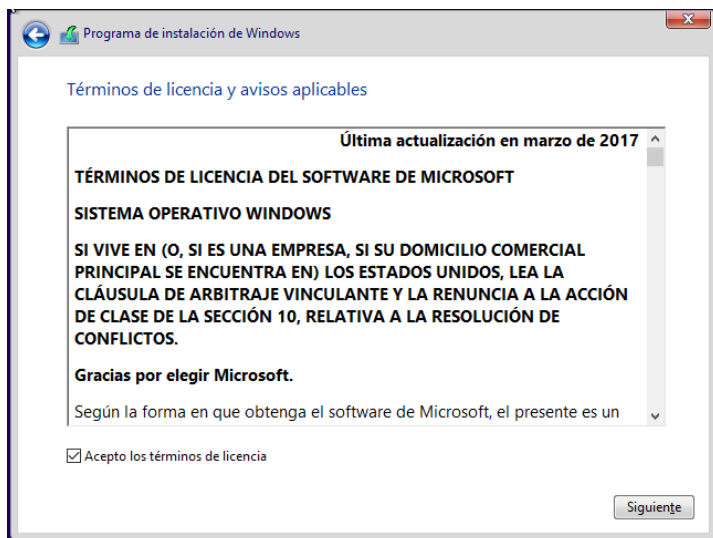 Programa de instalación de Windows
Términos de licencia y avisos aplicables
Última actualización en marzo de 2017
TÉRMINOS DE LICENCIA DEL SOFTWARE DE MICROSOFT
SISTEMA OPERATIVO WINDOWS
SI VIVE EN (O, SI ES UNA EMPRESA, SI SU DOMICILIO COMERCIAL
PRINCIPAL SE ENCUENTRA EN) LOS ESTADOS UNIDOS, LEA LA
CLÁUSULA DE ARBITRAJE VINCULANTE Y LA RENUNCIA A LA ACCIÓN
DE CLASE DE LA SECCIÓN 10, RELATIVA A LA RESOLUCIÓN DE
CONFLICTOS.
Gracias por elegir Microsoft.
Según la forma en que obtenga el software de Microsoft, el presente es un
Acepto los términos de licencia
Siguiente